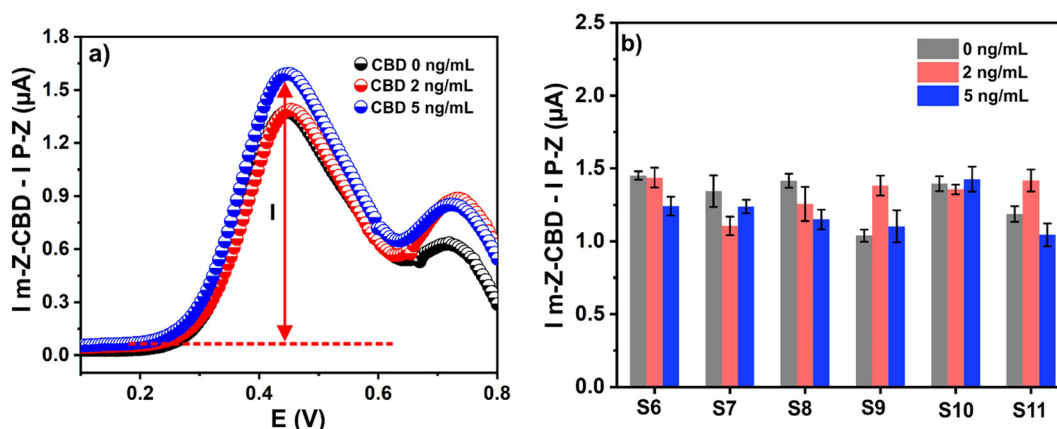 a)
CBD 0 ng/mL
CBD 2 ng/mL
CBD 5 ng/mL
I
I m-Z-CBD - I P-Z (μA)
1.8
1.5
1.2
0.9
0.6
0.3
0.0
0.2
0.4
0.6
0.8
E (V)
b)
0 ng/mL
2 ng/mL
5 ng/mL
I m-Z-CBD - I P-Z (μA)
2.5
2.0
1.5
1.0
0.5
0.0
S6
S7
S8
S9
S10
S11